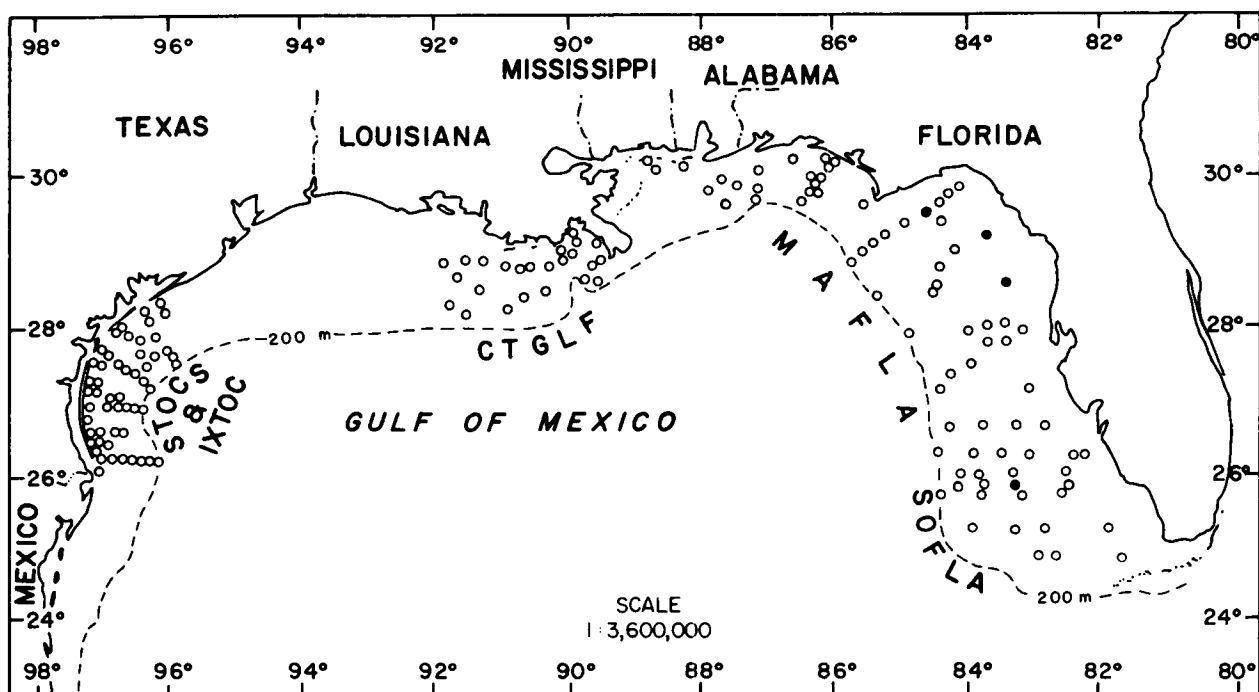 98° 96° 94° 92° 90° 88° 86° 84° 82° 80°
MISSISSIPPI ALABAMA
TEXAS LOUISIANA FLORIDA
30° 30°
28° 28°
200 m
CTGLF
MAFLA
STOCS
&
IXTOC
GULF OF MEXICO
26° 26°
SOFLA
MEXICO
200 m
SCALE
1:3,600,000
24° 24°
98° 96° 94° 92° 90° 88° 86° 84° 82° 80°